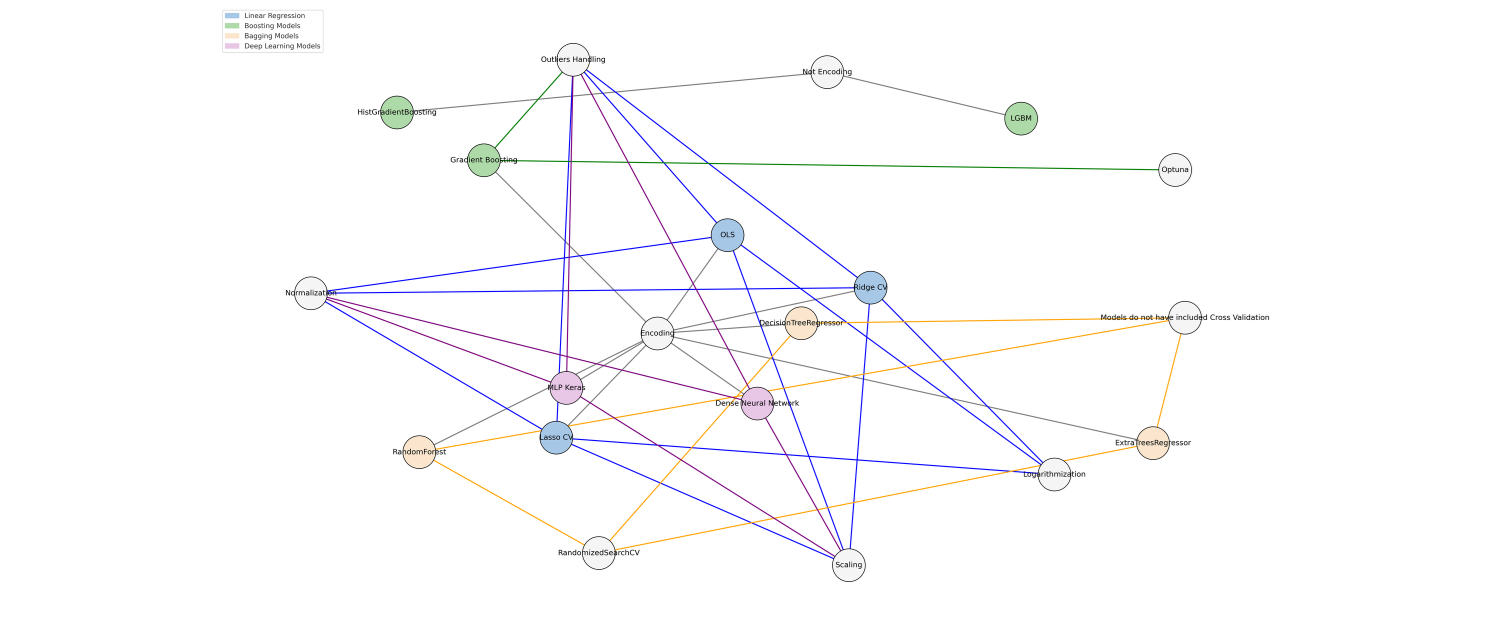 Linear Regression
Boosting Models
Bagging Models
Deep Learning Models
Outliers Handling
Not Encoding
HistGradientBoosting
LGBM
Gradient Boosting
Optuna
OLS
Ridge CV
Normalization
Models do not have included Cross Validation
DecisionTreeRegressor
Encoding
MLP Keras
Dense Neural Network
Lasso CV
ExtraTreesRegressor
RandomForest
Logarithmization
RandomizedSearchCV
Scaling